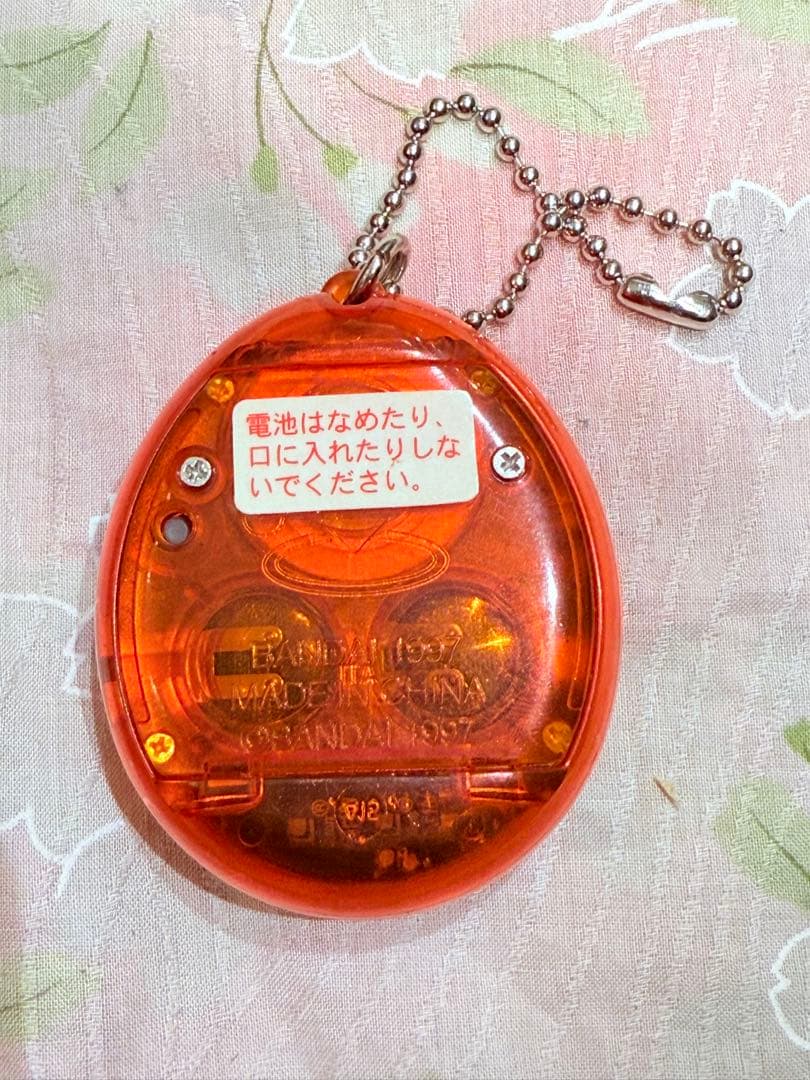 電池はなめたり、
口に入れたりしな
いでください。
BANDAI 1997
MADE IN CHINA
©BANDAI 1997